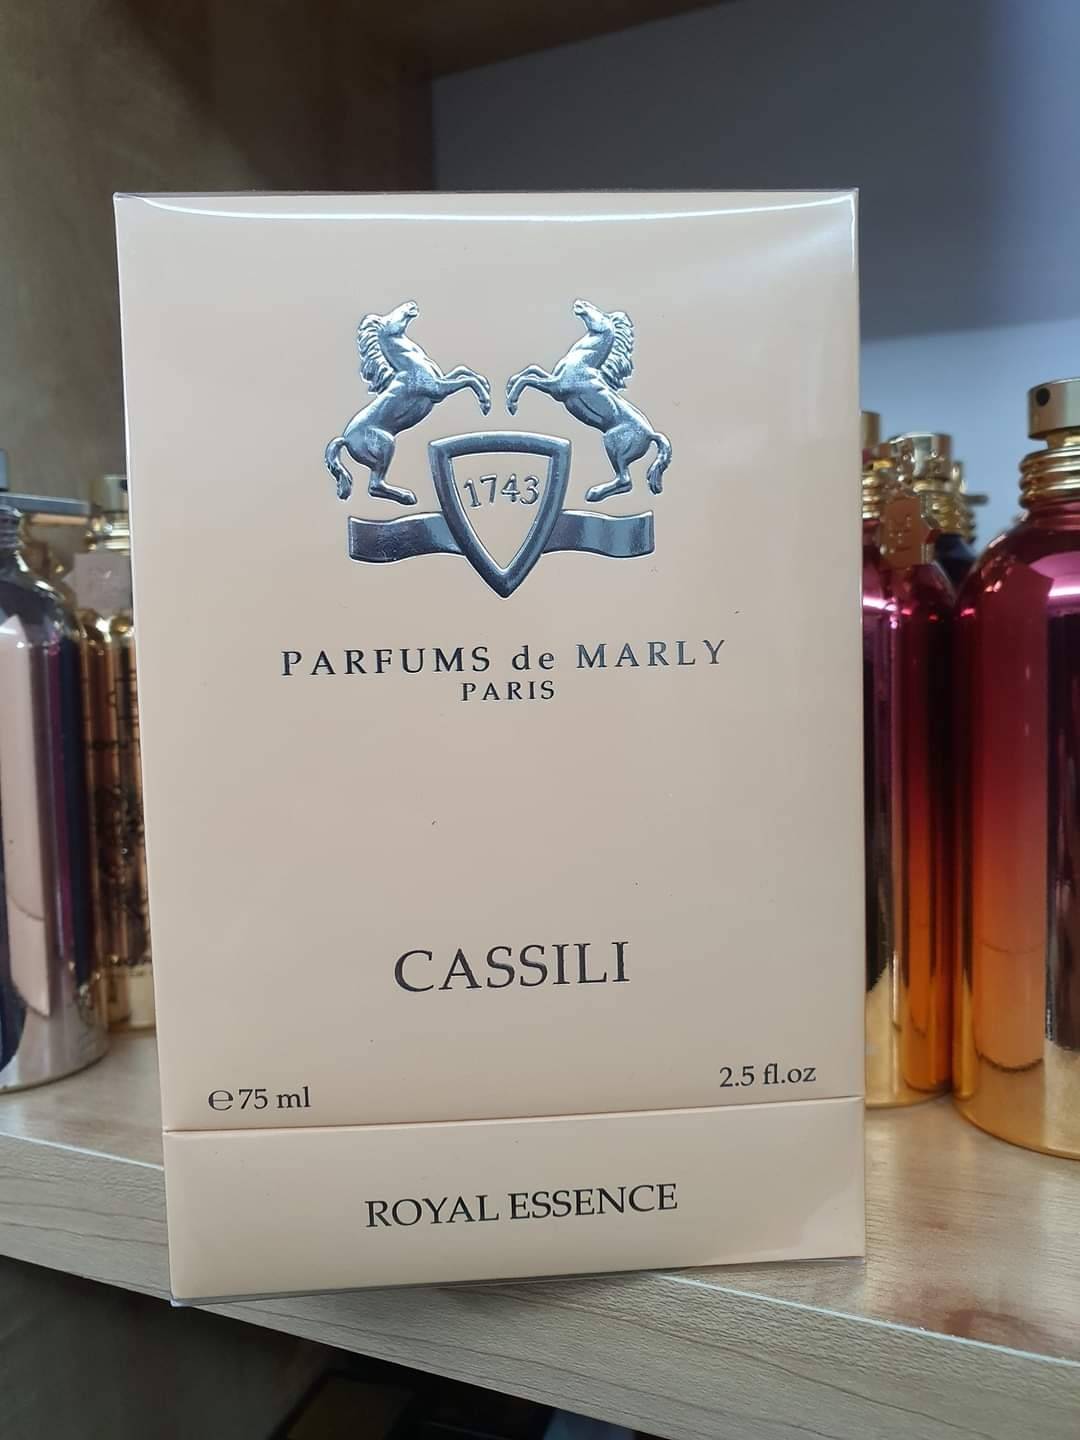 1743
PARFUMS de MARLY
PARIS
CASSILI
℮75 ml
2.5 fl.oz
ROYAL ESSENCE